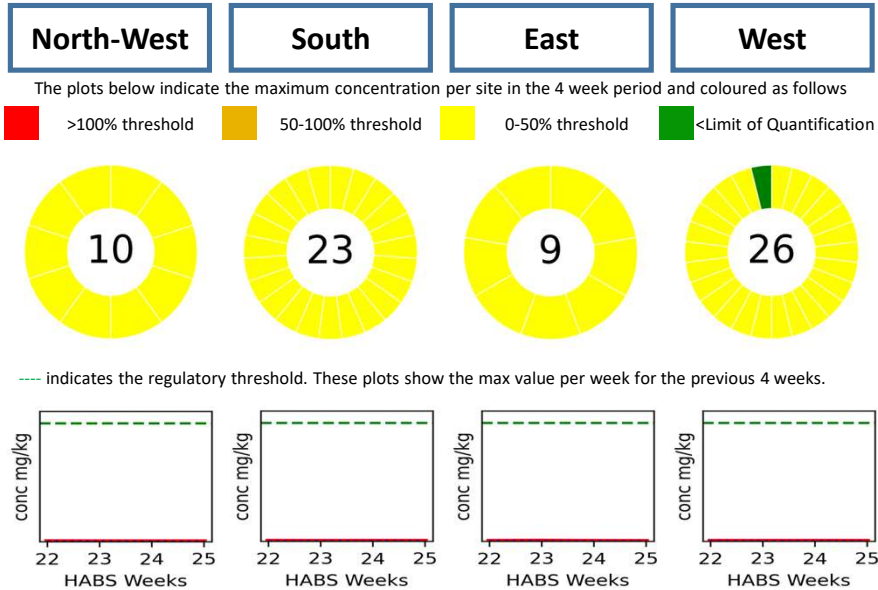 North-West South East West
The plots below indicate the maximum concentration per site in the 4 week period and coloured as follows
>100% threshold 50-100% threshold 0-50% threshold <Limit of Quantification
10 23 9 26
---- indicates the regulatory threshold. These plots show the max value per week for the previous 4 weeks.
conc mg/kg conc mg/kg conc mg/kg conc mg/kg
22 23 24 25 22 23 24 25 22 23 24 25 22 23 24 25
HABS Weeks HABS Weeks HABS Weeks HABS Weeks